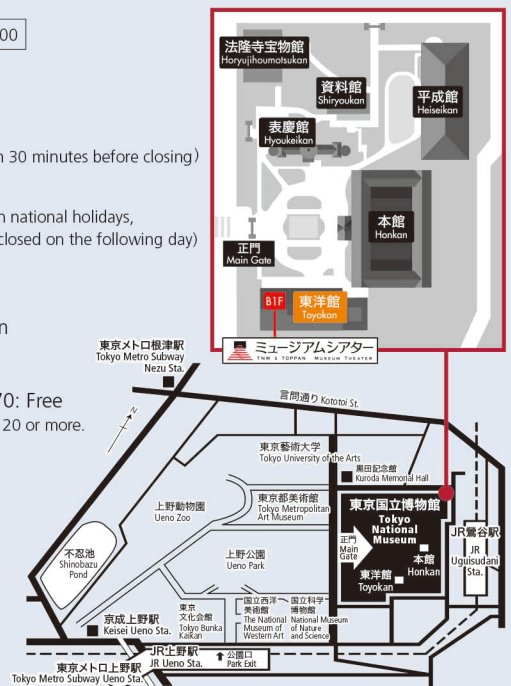 00
n 30 minutes before closing)
n national holidays,
closed on the following day)
n
70: Free
20 or more.
法隆寺宝物館
Horyujihoumotsukan
資料館
Shiryoukan
平成館
Heiseikan
表慶館
Hyoukeikan
本館
Honkan
正門
Main Gate
B1F
東洋館
Toyokan
ミュージアムシアター
TNM & TOPPAN MUSEUM THEATER
東京メトロ根津駅
Tokyo Metro Subway
Nezu Sta.
N
言問通り Kototoi St.
東京藝術大学
Tokyo University of the Arts
黒田記念館
Kuroda Memorial Hall
上野動物園
Ueno Zoo
東京都美術館
Tokyo Metropolitan
Art Museum
東京国立博物館
Tokyo
National
Museum
正門
Main
Gate
本館
Honkan
東洋館
Toyokan
JR鶯谷駅
JR
Uguisudani
Sta.
不忍池
Shinobazu
Pond
上野公園
Ueno Park
京成上野駅
Keisei Ueno Sta.
東京
文化会館
Tokyo Bunka
Kaikan
国立西洋
美術館
The National
Museum of
Western Art
国立科学
博物館
National Museum
of Nature
and Science
JR上野駅
JR Ueno Sta.
公園口
Park Exit
東京メトロ上野駅
Tokyo Metro Subway Ueno Sta.